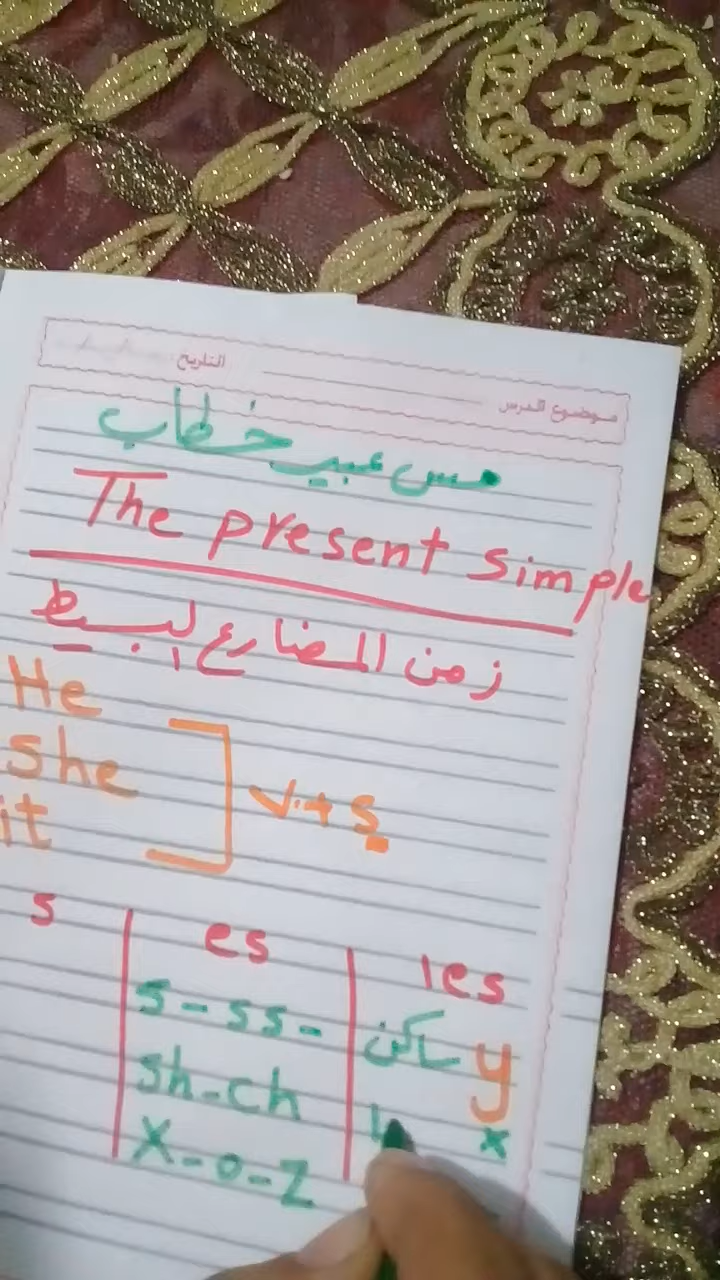 موضوع الدرس التاريخ
مس عبير خطاب
The present simple
زمن المضارع البسيط
He
she
it
v.+s
s es ies
s - ss -
sh - ch
x - o - z
ساكن y
x